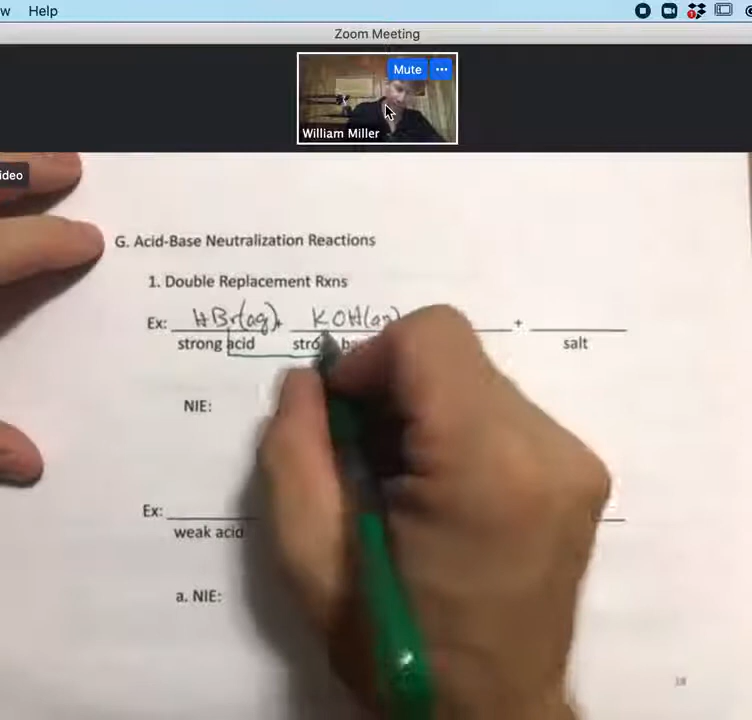 w Help
Zoom Meeting
Mute ...
William Miller
ideo
G. Acid-Base Neutralization Reactions
1. Double Replacement Rxns
Ex: HBr(aq) + KOH(aq) +
strong acid salt
NIE:
Ex:
weak acid
a. NIE:
18